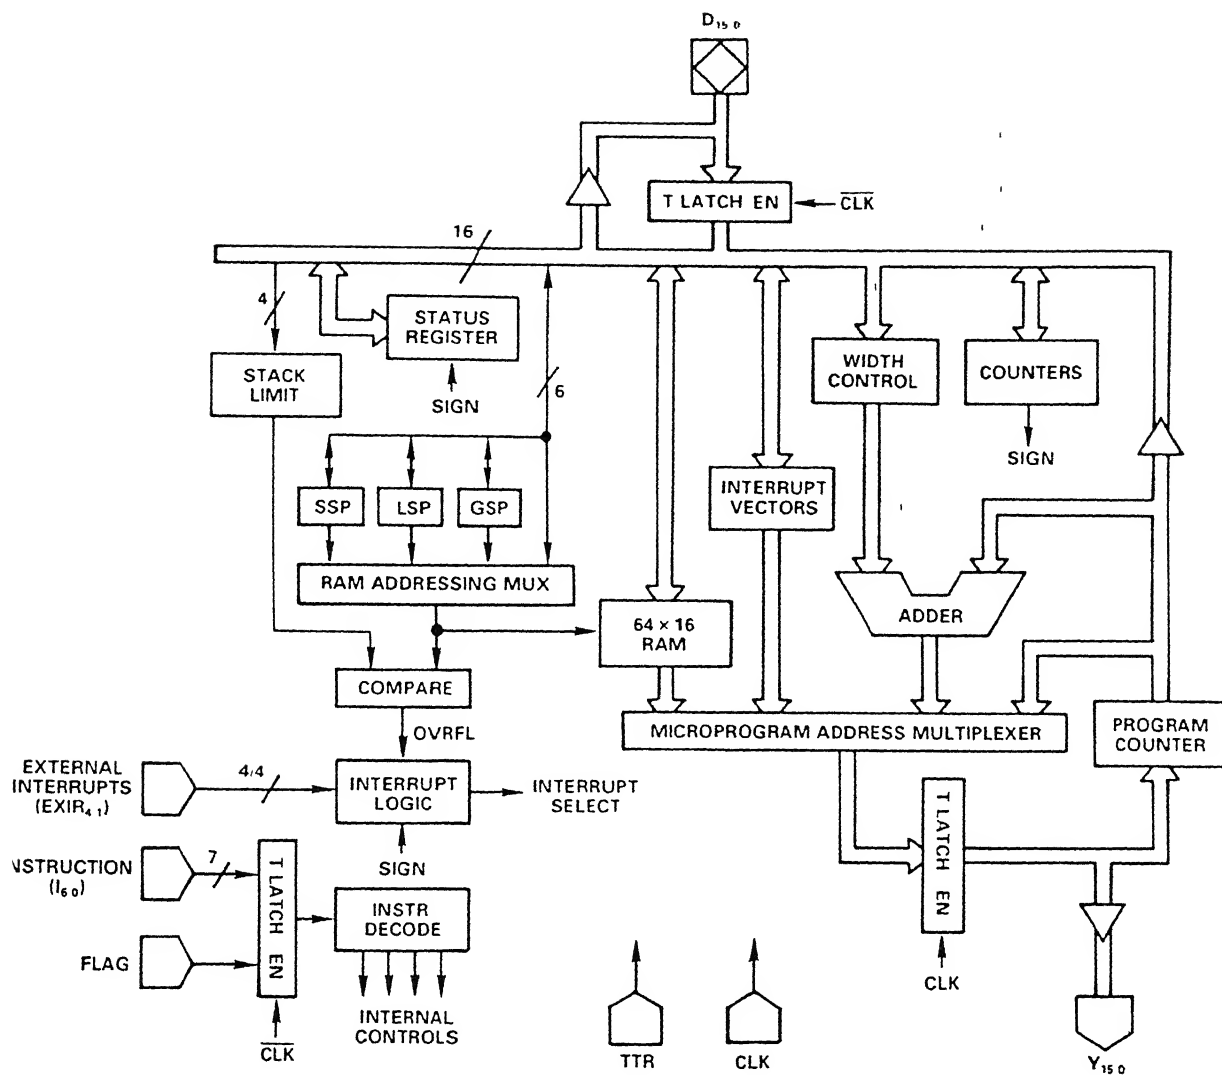 D15 0
T LATCH EN
CLK
16
4
STATUS
REGISTER
STACK
LIMIT
SIGN
6
WIDTH
CONTROL
COUNTERS
SIGN
INTERRUPT
VECTORS
SSP
LSP
GSP
RAM ADDRESSING MUX
64 × 16
RAM
ADDER
COMPARE
OVRFL
MICROPROGRAM ADDRESS MULTIPLEXER
PROGRAM
COUNTER
EXTERNAL
INTERRUPTS
(EXIR4 1)
4/4
INTERRUPT
LOGIC
INTERRUPT
SELECT
SIGN
T LATCH EN
CLK
NSTRUCTION
(I6 0)
7
T LATCH EN
INSTR
DECODE
FLAG
INTERNAL
CONTROLS
CLK
TTR
CLK
Y15 0